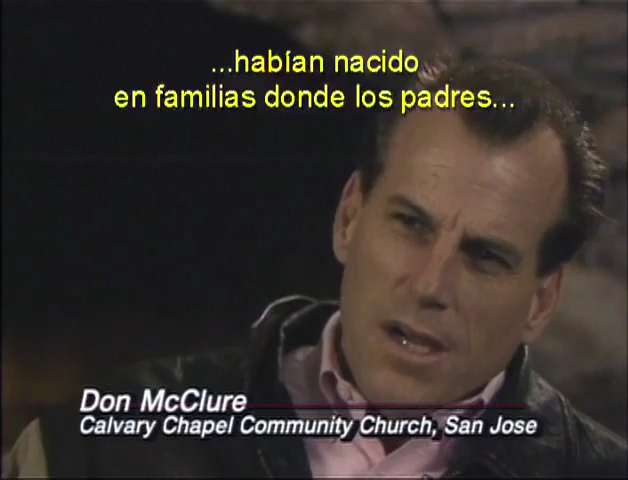 ...habían nacido
en familias donde los padres...
Don McClure
Calvary Chapel Community Church, San Jose